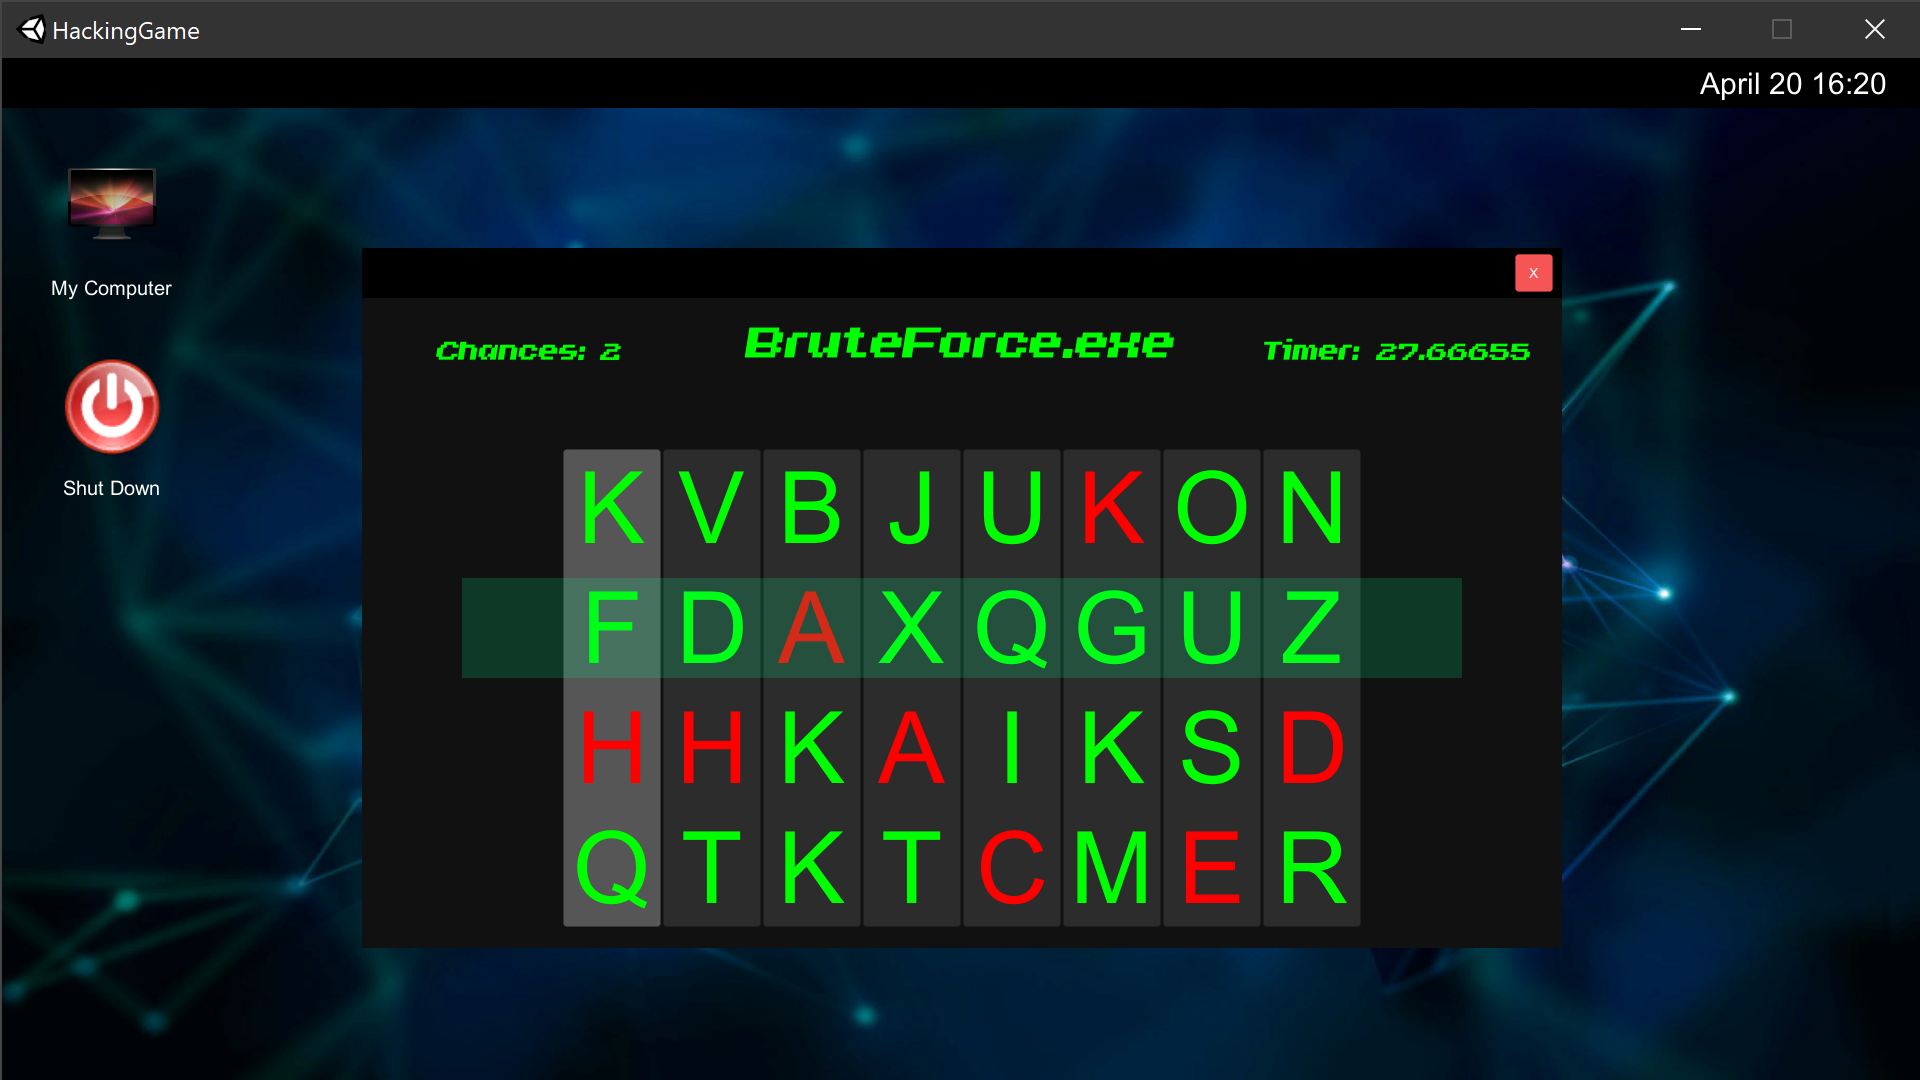 HackingGame
April 20 16:20
My Computer
Shut Down
X
Chances: 2
BruteForce.exe
Timer: 27.66655
K V B J U K O N
F D A X Q G U Z
H H K A I K S D
Q T K T C M E R